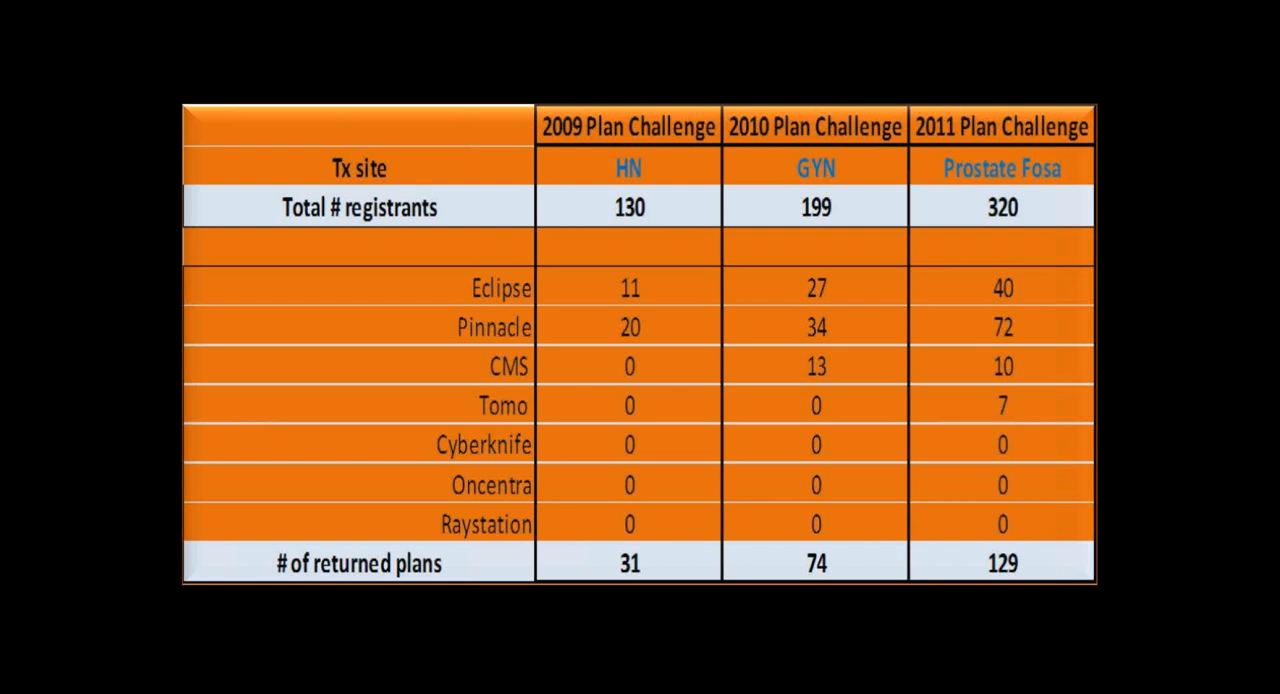 2009 Plan Challenge 2010 Plan Challenge 2011 Plan Challenge
Tx site HN GYN Prostate Fosa
Total # registrants 130 199 320
Eclipse 11 27 40
Pinnacle 20 34 72
CMS 0 13 10
Tomo 0 0 7
Cyberknife 0 0 0
Oncentra 0 0 0
Raystation 0 0 0
# of returned plans 31 74 129